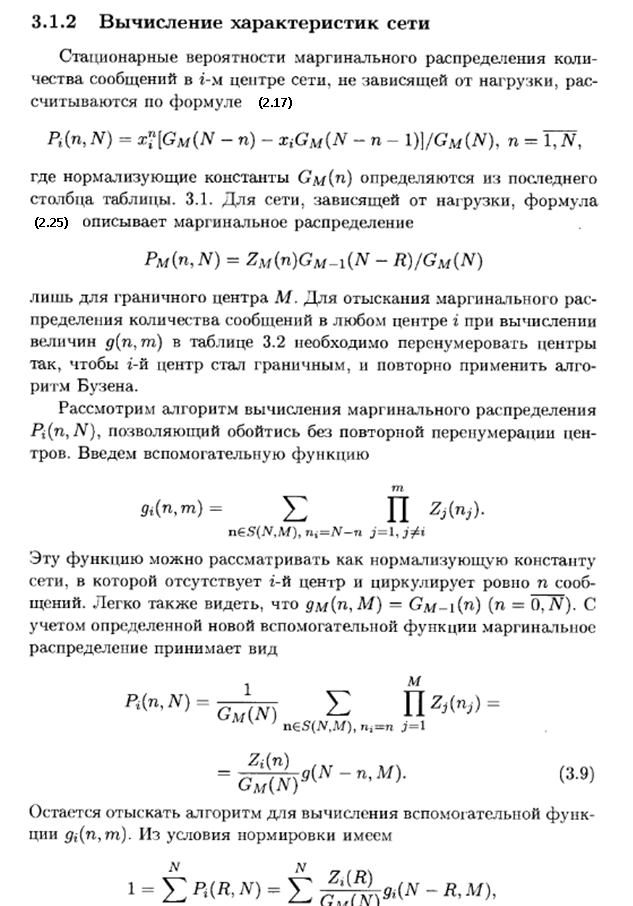 3.1.2 Вычисление характеристик сети
Стационарные вероятности маргинального распределения коли-
чества сообщений в i-м центре сети, не зависящей от нагрузки, рас-
считываются по формуле (2.17)
P_i(n, N) = x_i^n[G_M(N − n) − x_iG_M(N − n − 1)]/G_M(N), n = \overline{1, N},
где нормализующие константы G_M(n) определяются из последнего
столбца таблицы. 3.1. Для сети, зависящей от нагрузки, формула
(2.25) описывает маргинальное распределение
P_M(n, N) = Z_M(n)G_{M−1}(N − R)/G_M(N)
лишь для граничного центра M. Для отыскания маргинального рас-
пределения количества сообщений в любом центре i при вычислении
величин g(n, m) в таблице 3.2 необходимо перенумеровать центры
так, чтобы i-й центр стал граничным, и повторно применить алго-
ритм Бузена.
Рассмотрим алгоритм вычисления маргинального распределения
P_i(n, N), позволяющий обойтись без повторной перенумерации цен-
тров. Введем вспомогательную функцию
g_i(n, m) = ∑_{n∈S(N,M), n_i=N−n} ∏_{j=1, j≠i}^{m} Z_j(n_j).
Эту функцию можно рассматривать как нормализующую константу
сети, в которой отсутствует i-й центр и циркулирует ровно n сооб-
щений. Легко также видеть, что g_M(n, M) = G_{M−1}(n) (n = \overline{0, N}). С
учетом определенной новой вспомогательной функции маргинальное
распределение принимает вид
P_i(n, N) = \frac{1}{G_M(N)} ∑_{n∈S(N,M), n_i=n} ∏_{j=1}^{M} Z_j(n_j) =
= \frac{Z_i(n)}{G_M(N)} g(N − n, M). (3.9)
Остается отыскать алгоритм для вычисления вспомогательной функ-
ции g_i(n, m). Из условия нормировки имеем
1 = ∑^{N} P_i(R, N) = ∑^{N} \frac{Z_i(R)}{G_M(N)} g_i(N − R, M),